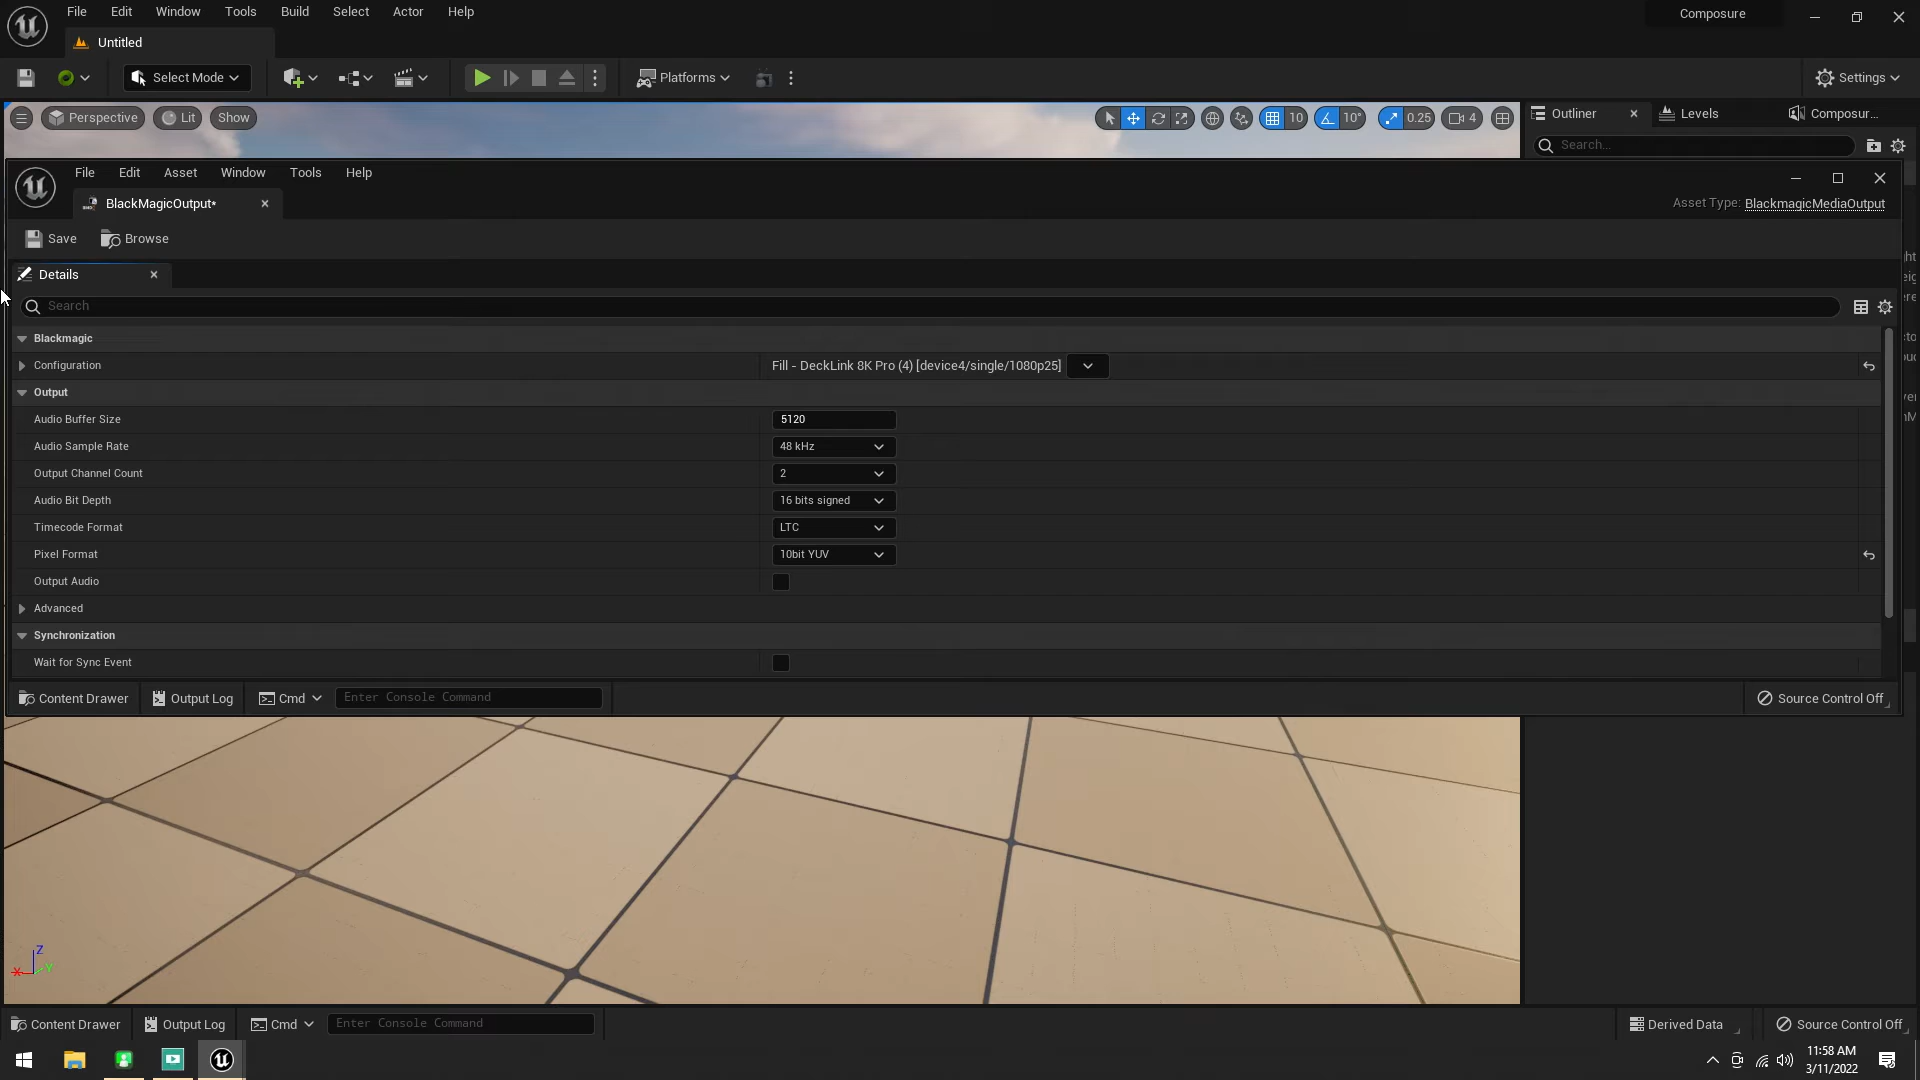 File Edit Window Tools Build Select Actor Help
Composure
Untitled
Select Mode
Platforms
Settings
Perspective Lit Show
10 10° 0.25 4
Outliner Levels Composur...
Search...
File Edit Asset Window Tools Help
BlackMagicOutput*
Asset Type: BlackmagicMediaOutput
Save Browse
Details
Search
Blackmagic
Configuration Fill - DeckLink 8K Pro (4) [device4/single/1080p25]
Output
Audio Buffer Size 5120
Audio Sample Rate 48 kHz
Output Channel Count 2
Audio Bit Depth 16 bits signed
Timecode Format LTC
Pixel Format 10bit YUV
Output Audio
Advanced
Synchronization
Wait for Sync Event
Content Drawer Output Log Cmd Enter Console Command Source Control Off
Z
X Y
Content Drawer Output Log Cmd Enter Console Command Derived Data Source Control Off
11:58 AM
3/11/2022